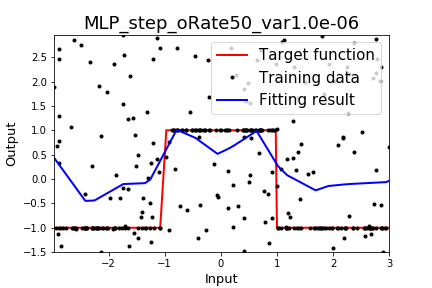 MLP_step_oRate50_var1.0e-06
Target function
Training data
Fitting result
Output
2.5
2.0
1.5
1.0
0.5
0.0
−0.5
−1.0
−1.5
−2
−1
0
1
2
3
Input